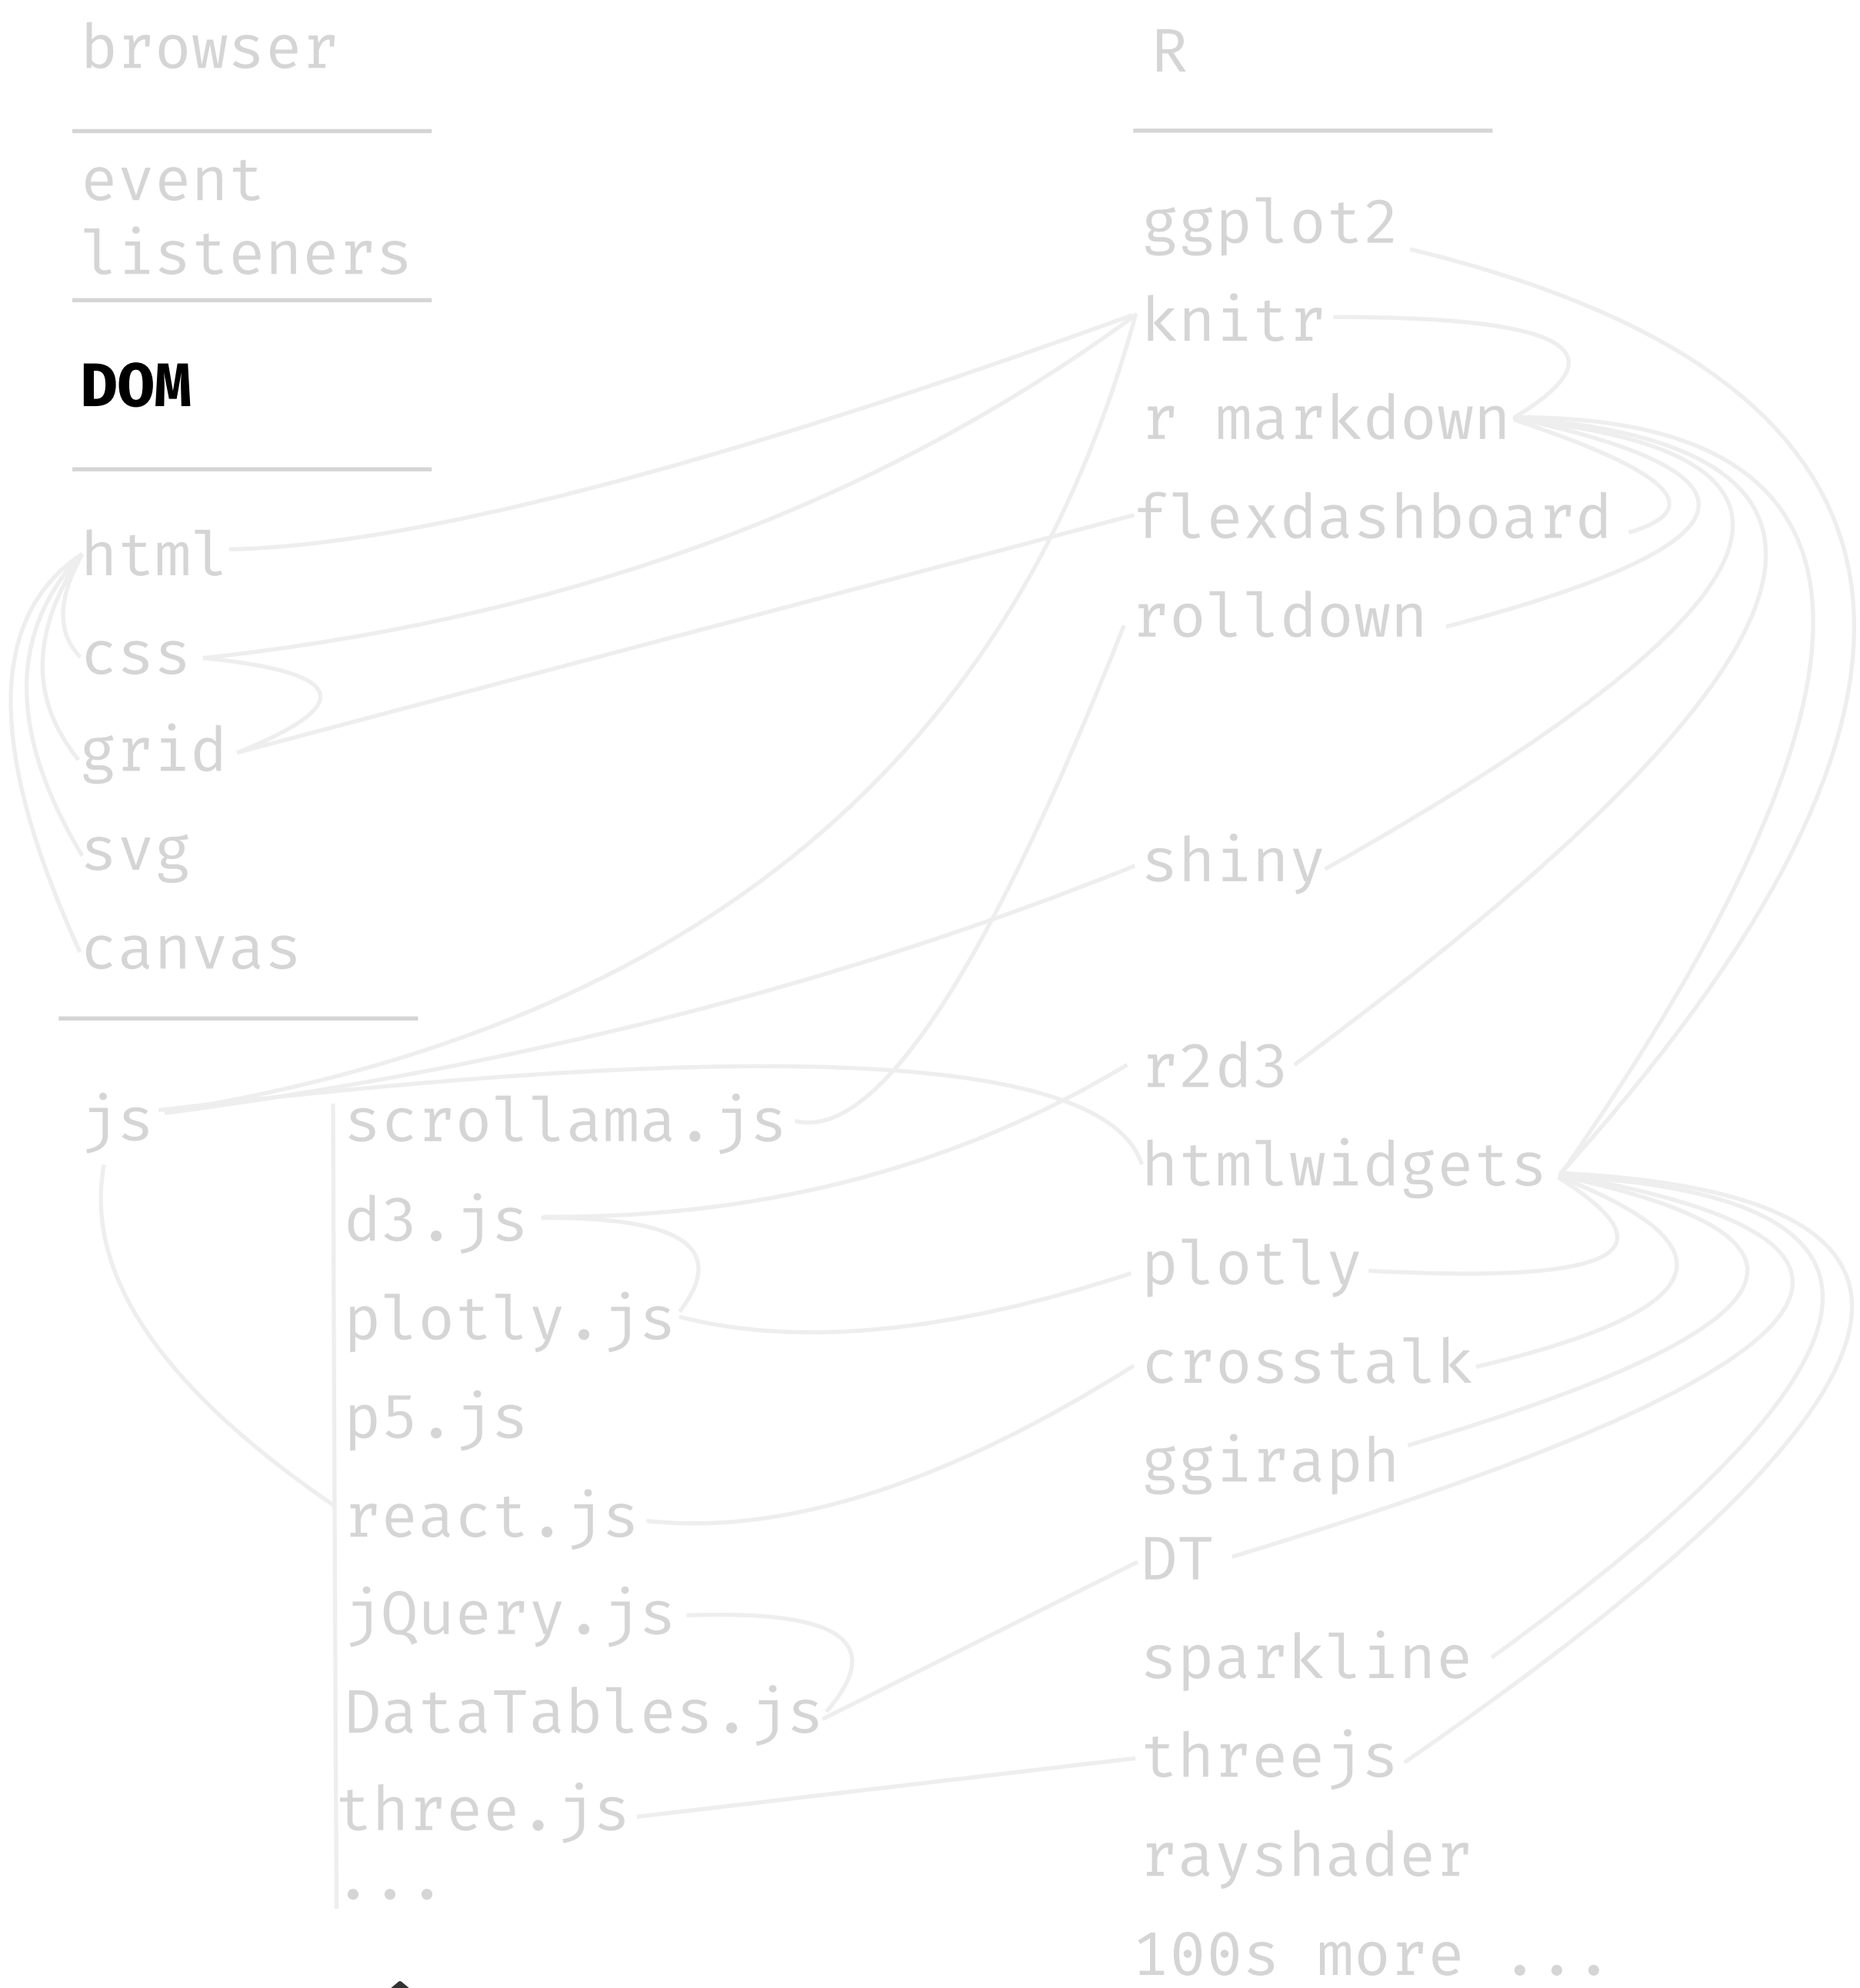 browser
event
listeners
DOM
html
css
grid
svg
canvas
js
scrollama.js
d3.js
plotly.js
p5.js
react.js
jQuery.js
DataTables.js
three.js
...
R
ggplot2
knitr
r markdown
flexdashboard
rolldown
shiny
r2d3
htmlwidgets
plotly
crosstalk
ggiraph
DT
sparkline
threejs
rayshader
100s more ...